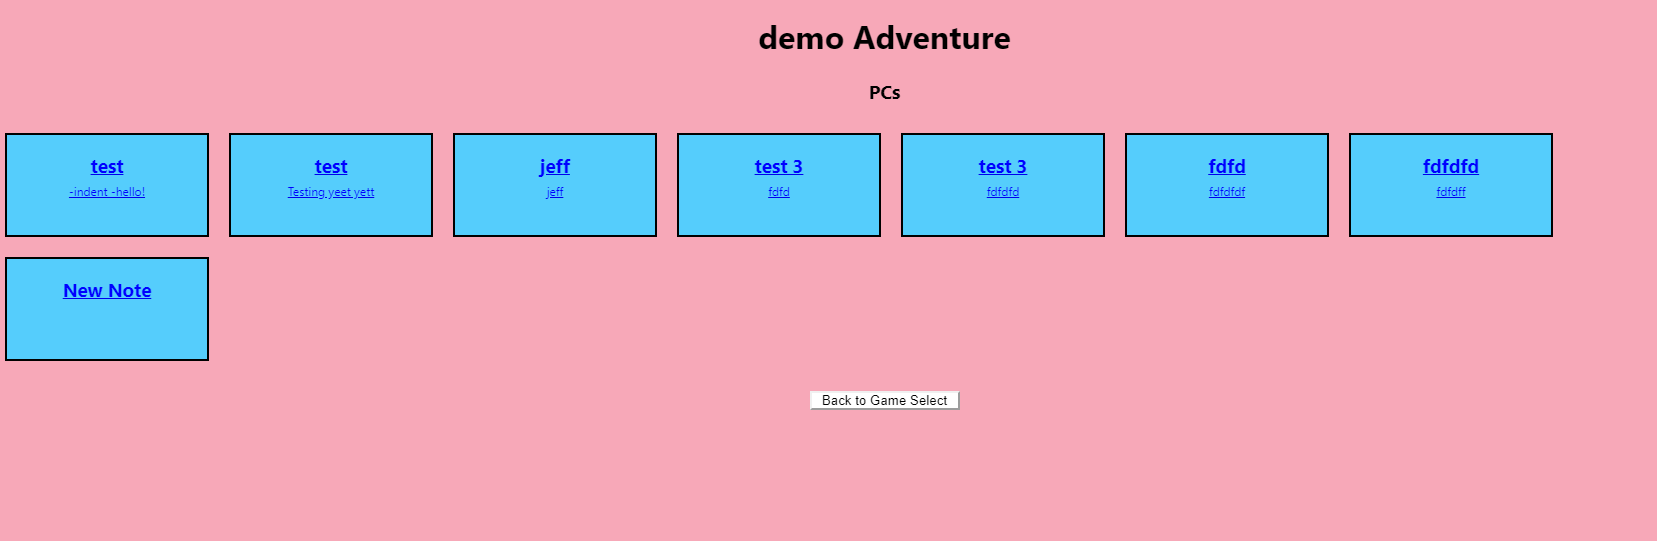 demo Adventure
PCs
test
-indent -hello!
test
Testing yeet yett
jeff
jeff
test 3
fdfd
test 3
fdfdfd
fdfd
fdfdfdf
fdfdfd
fdfdff
New Note
Back to Game Select